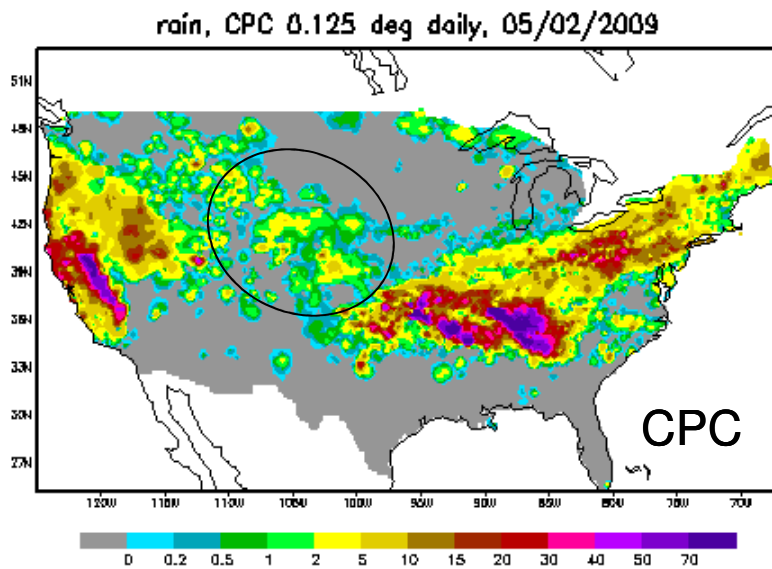 rain, CPC 0.125 deg daily, 05/02/2009
51N
48N
45N
42N
39N
36N
33N
30N
27N
CPC
120W 115W 110W 105W 100W 95W 90W 85W 80W 75W 70W
0 0.2 0.5 1 2 5 10 15 20 30 40 50 70